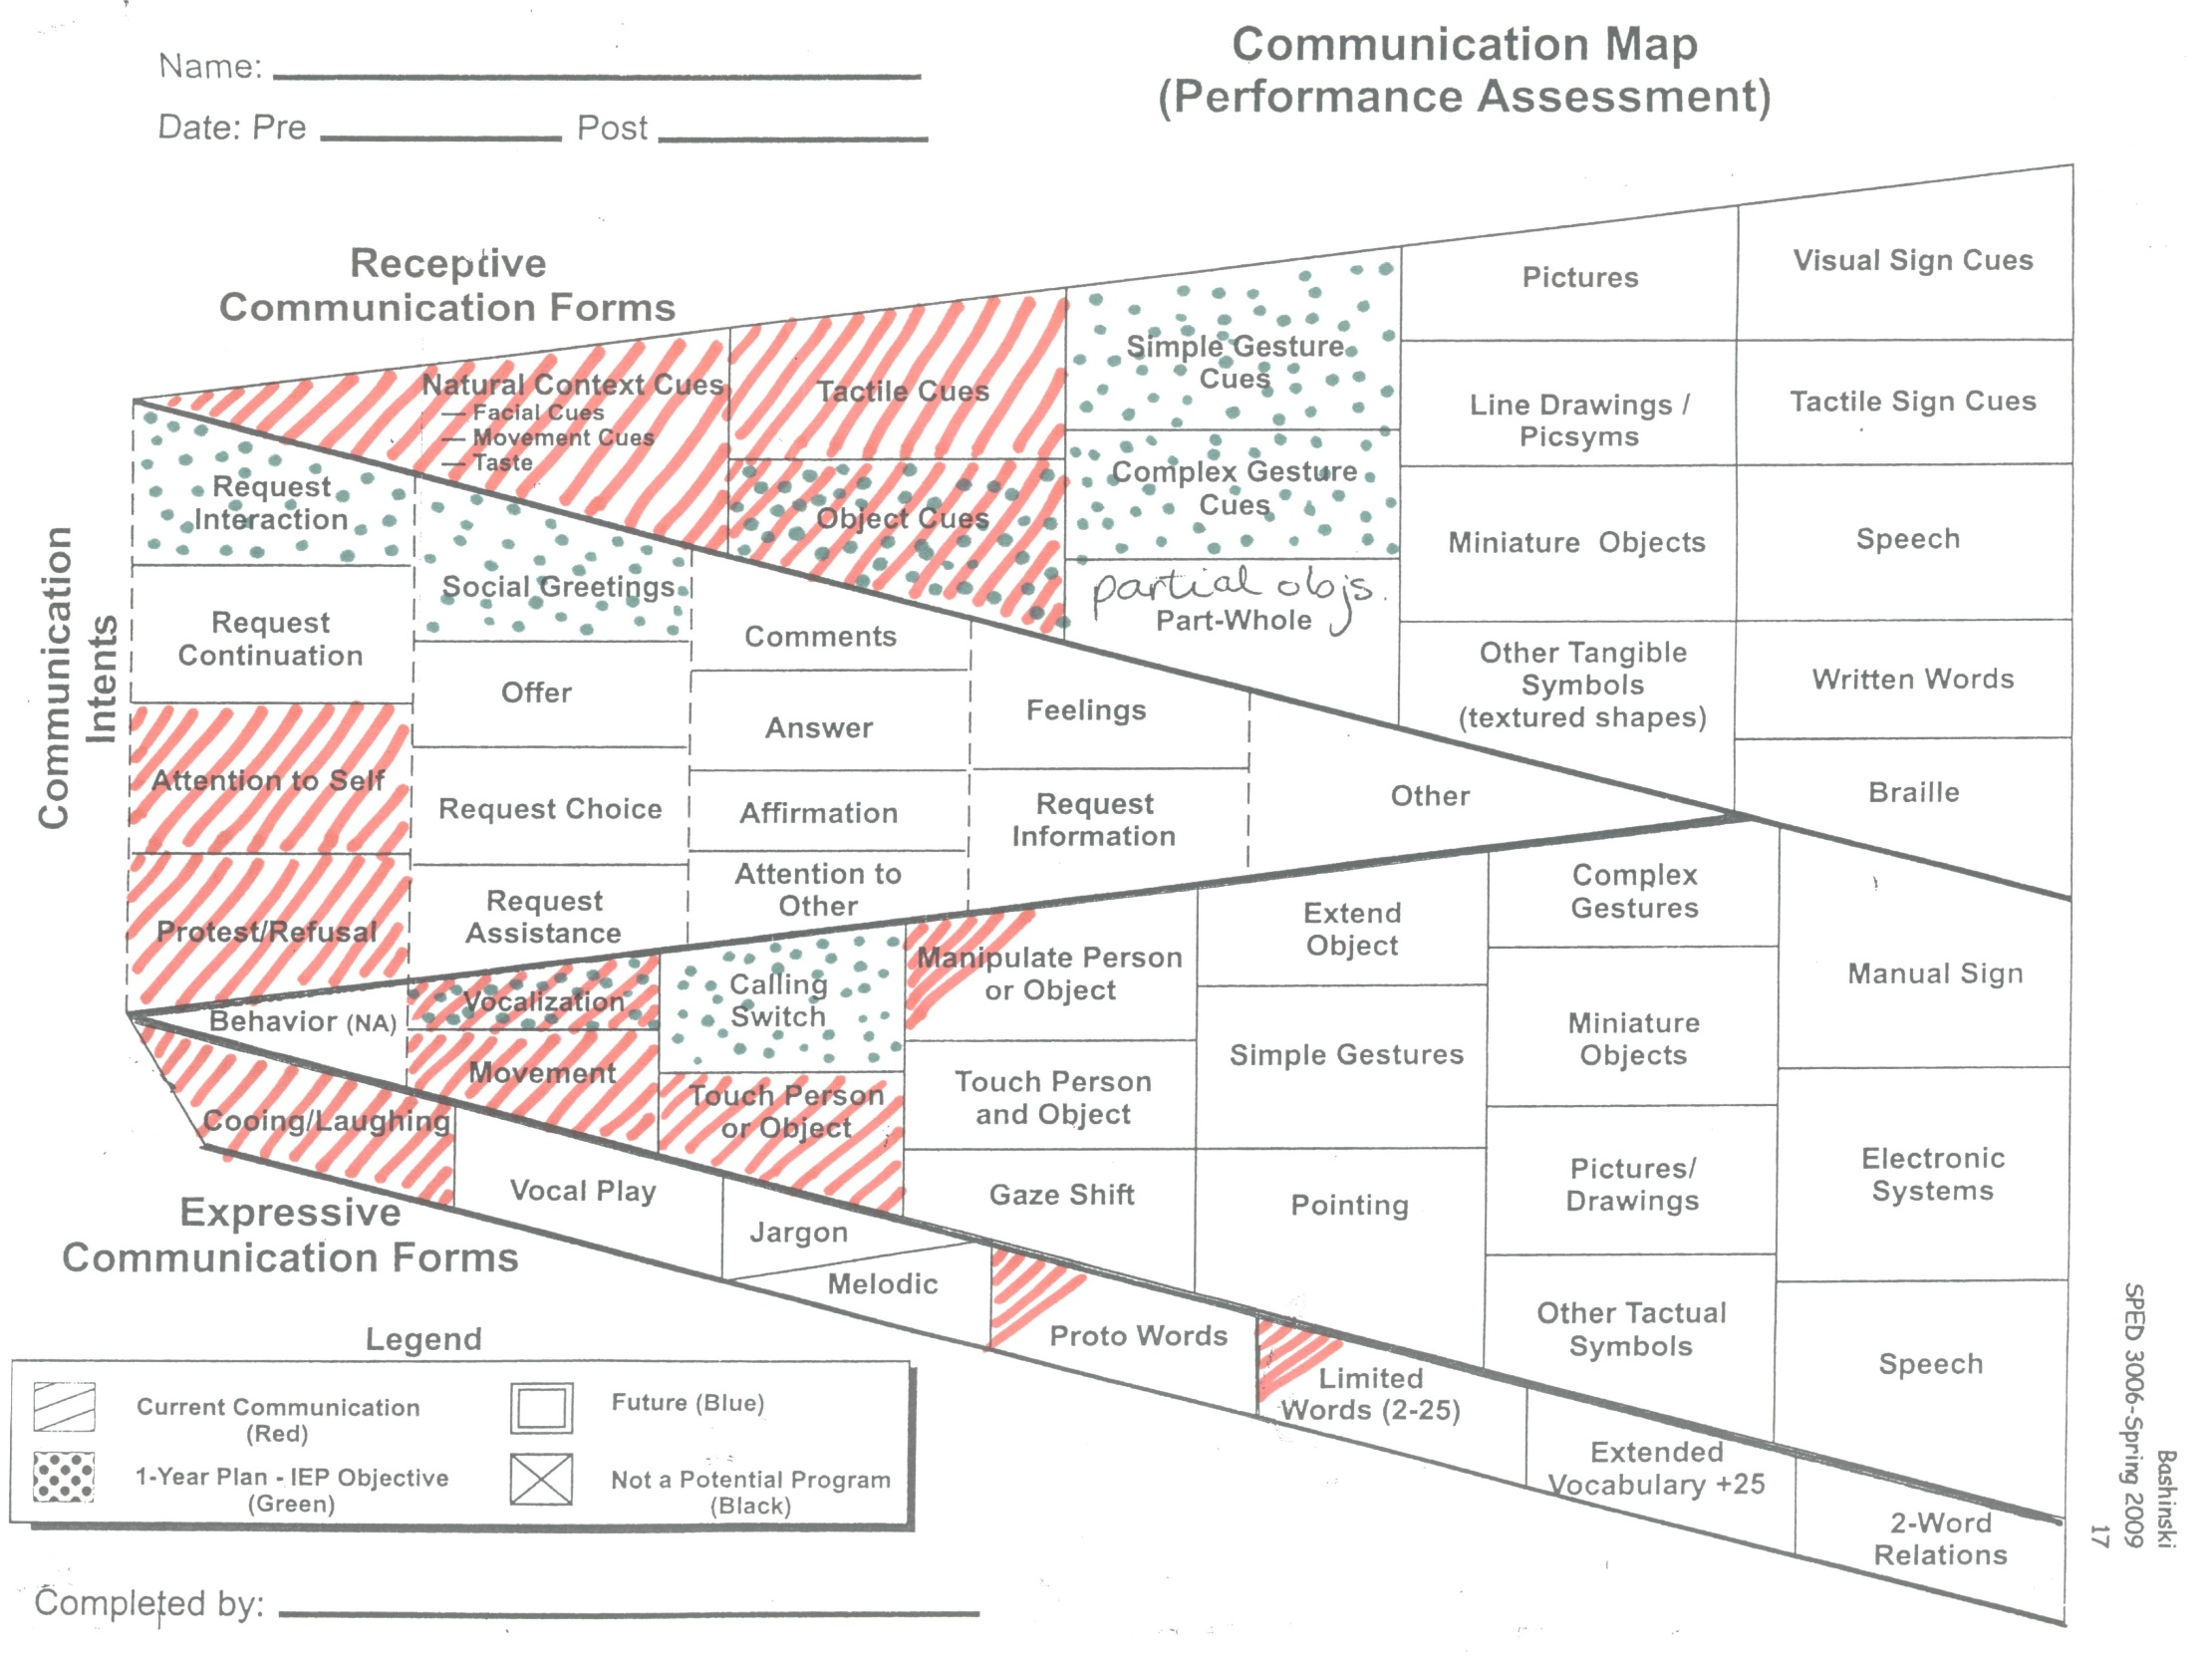 Communication Map
(Performance Assessment)
Name:
Date: Pre Post
Receptive
Communication Forms
Natural Context Cues
— Facial Cues
— Movement Cues
— Taste
Tactile Cues
Object Cues
Simple Gesture
Cues
Complex Gesture
Cues
partial objs.
Part-Whole
Pictures
Line Drawings /
Picsyms
Miniature Objects
Other Tangible
Symbols
(textured shapes)
Visual Sign Cues
Tactile Sign Cues
Speech
Written Words
Braille
Communication
Intents
Request
Interaction
Request
Continuation
Attention to Self
Protest/Refusal
Social Greetings
Offer
Request Choice
Request
Assistance
Comments
Answer
Affirmation
Attention to
Other
Feelings
Request
Information
Other
Behavior (NA)
Vocalization
Movement
Calling
Switch
Touch Person
or Object
Manipulate Person
or Object
Touch Person
and Object
Gaze Shift
Extend
Object
Simple Gestures
Pointing
Complex
Gestures
Miniature
Objects
Pictures/
Drawings
Other Tactual
Symbols
Manual Sign
Electronic
Systems
Speech
Cooing/Laughing
Vocal Play
Jargon
Melodic
Proto Words
Limited
Words (2-25)
Extended
Vocabulary +25
2-Word
Relations
Expressive
Communication Forms
Legend
Current Communication
(Red)
1-Year Plan - IEP Objective
(Green)
Future (Blue)
Not a Potential Program
(Black)
Completed by:
Bashinski
SPED 3006-Spring 2009
17